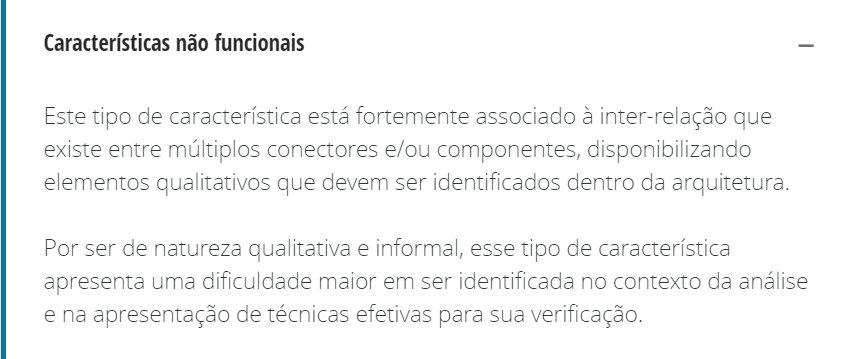 Características não funcionais
Este tipo de característica está fortemente associado à inter-relação que
existe entre múltiplos conectores e/ou componentes, disponibilizando
elementos qualitativos que devem ser identificados dentro da arquitetura.
Por ser de natureza qualitativa e informal, esse tipo de característica
apresenta uma dificuldade maior em ser identificada no contexto da análise
e na apresentação de técnicas efetivas para sua verificação.